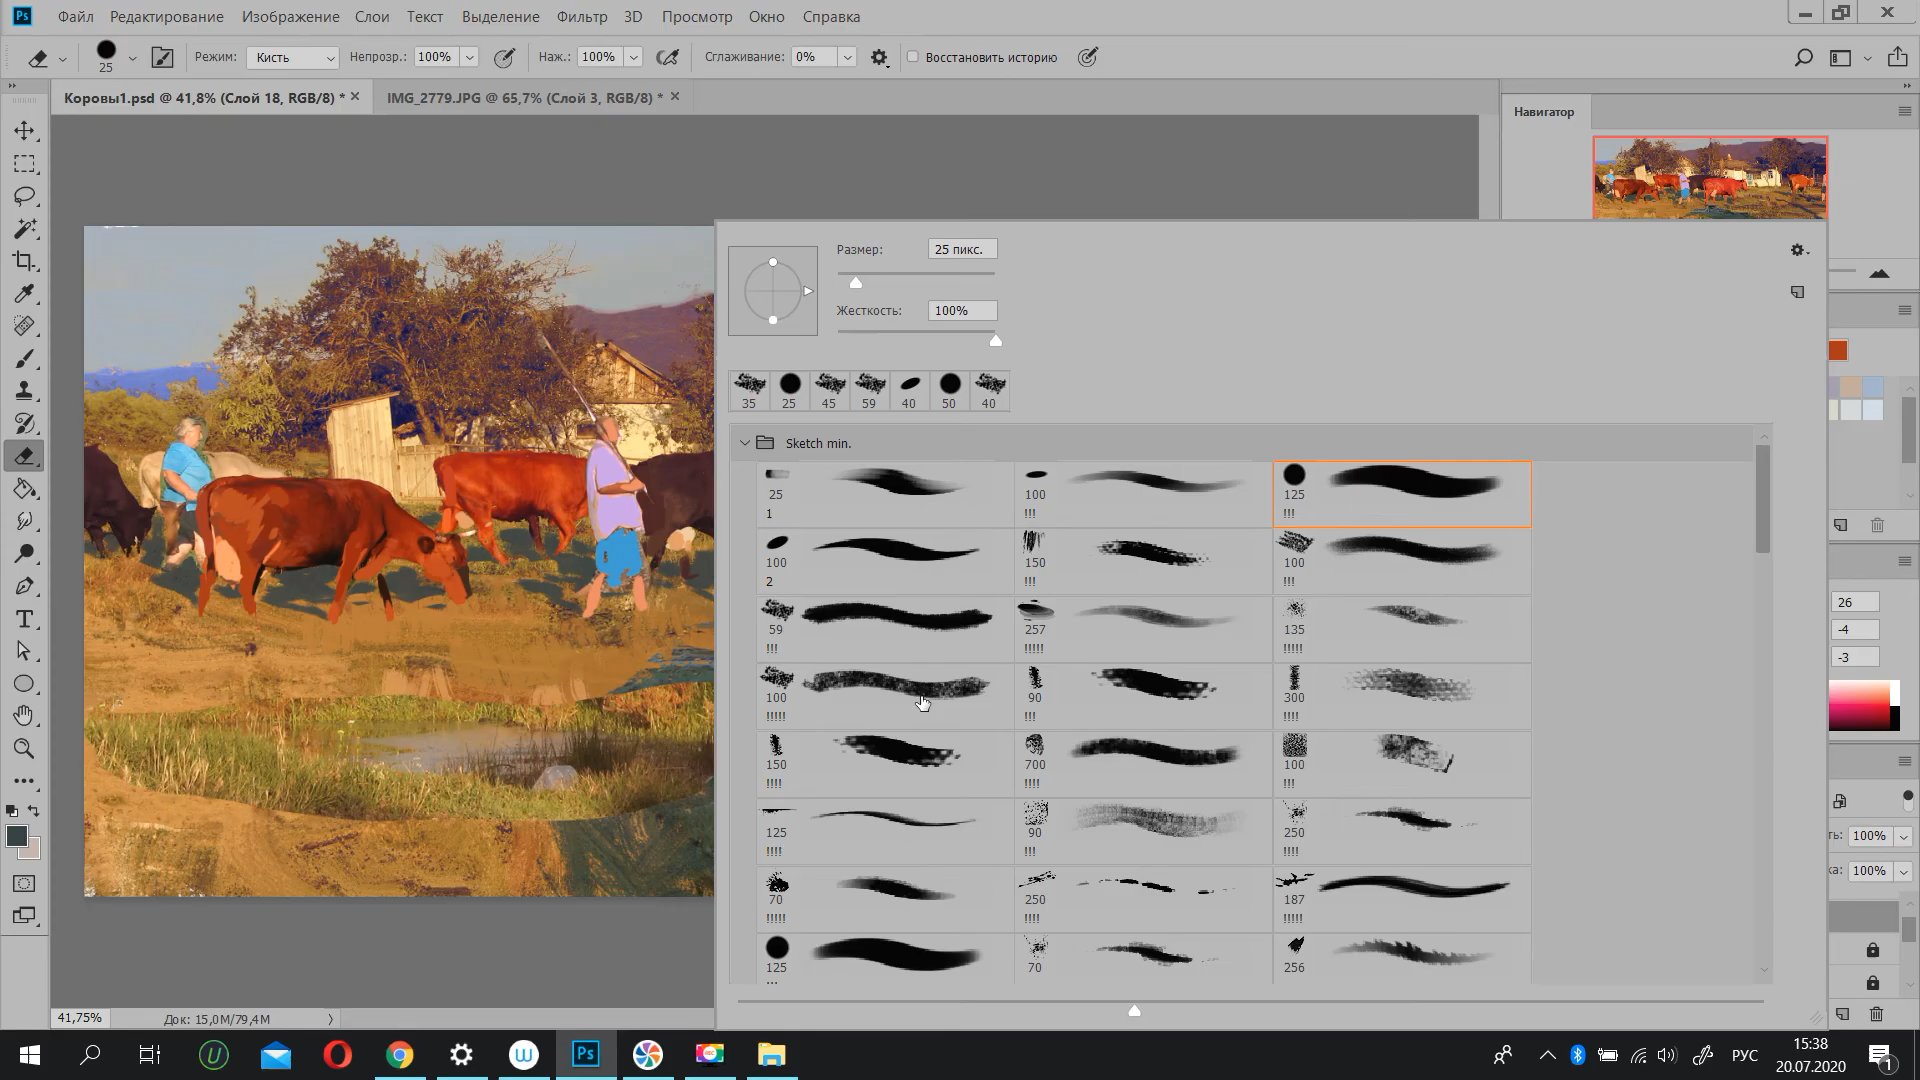 Ps Файл Редактирование Изображение Слои Текст Выделение Фильтр 3D Просмотр Окно Справка
25 Режим: Кисть Непрозр.: 100% Наж.: 100% Сглаживание: 0% Восстановить историю
Коровы1.psd @ 41,8% (Слой 18, RGB/8) * IMG_2779.JPG @ 65,7% (Слой 3, RGB/8) *
Навигатор
Размер: 25 пикс.
Жесткость: 100%
35 25 45 59 40 50 40
Sketch min.
25 100 125
1 !!! !!!
100 150 100
2 !!! !!!
59 257 135
!!! !!!!! !!!!!
100 90 300
!!!!! !!! !!!!
150 700 100
!!!! !!!! !!!
125 90 250
!!!! !!! !!!!
70 250 187
!!!!! !!!! !!!!!
125 70 256
26
-4
-3
ть: 100%
ка: 100%
41,75% Док: 15,0M/79,4M
U W Ps РУС 15:38
20.07.2020 1